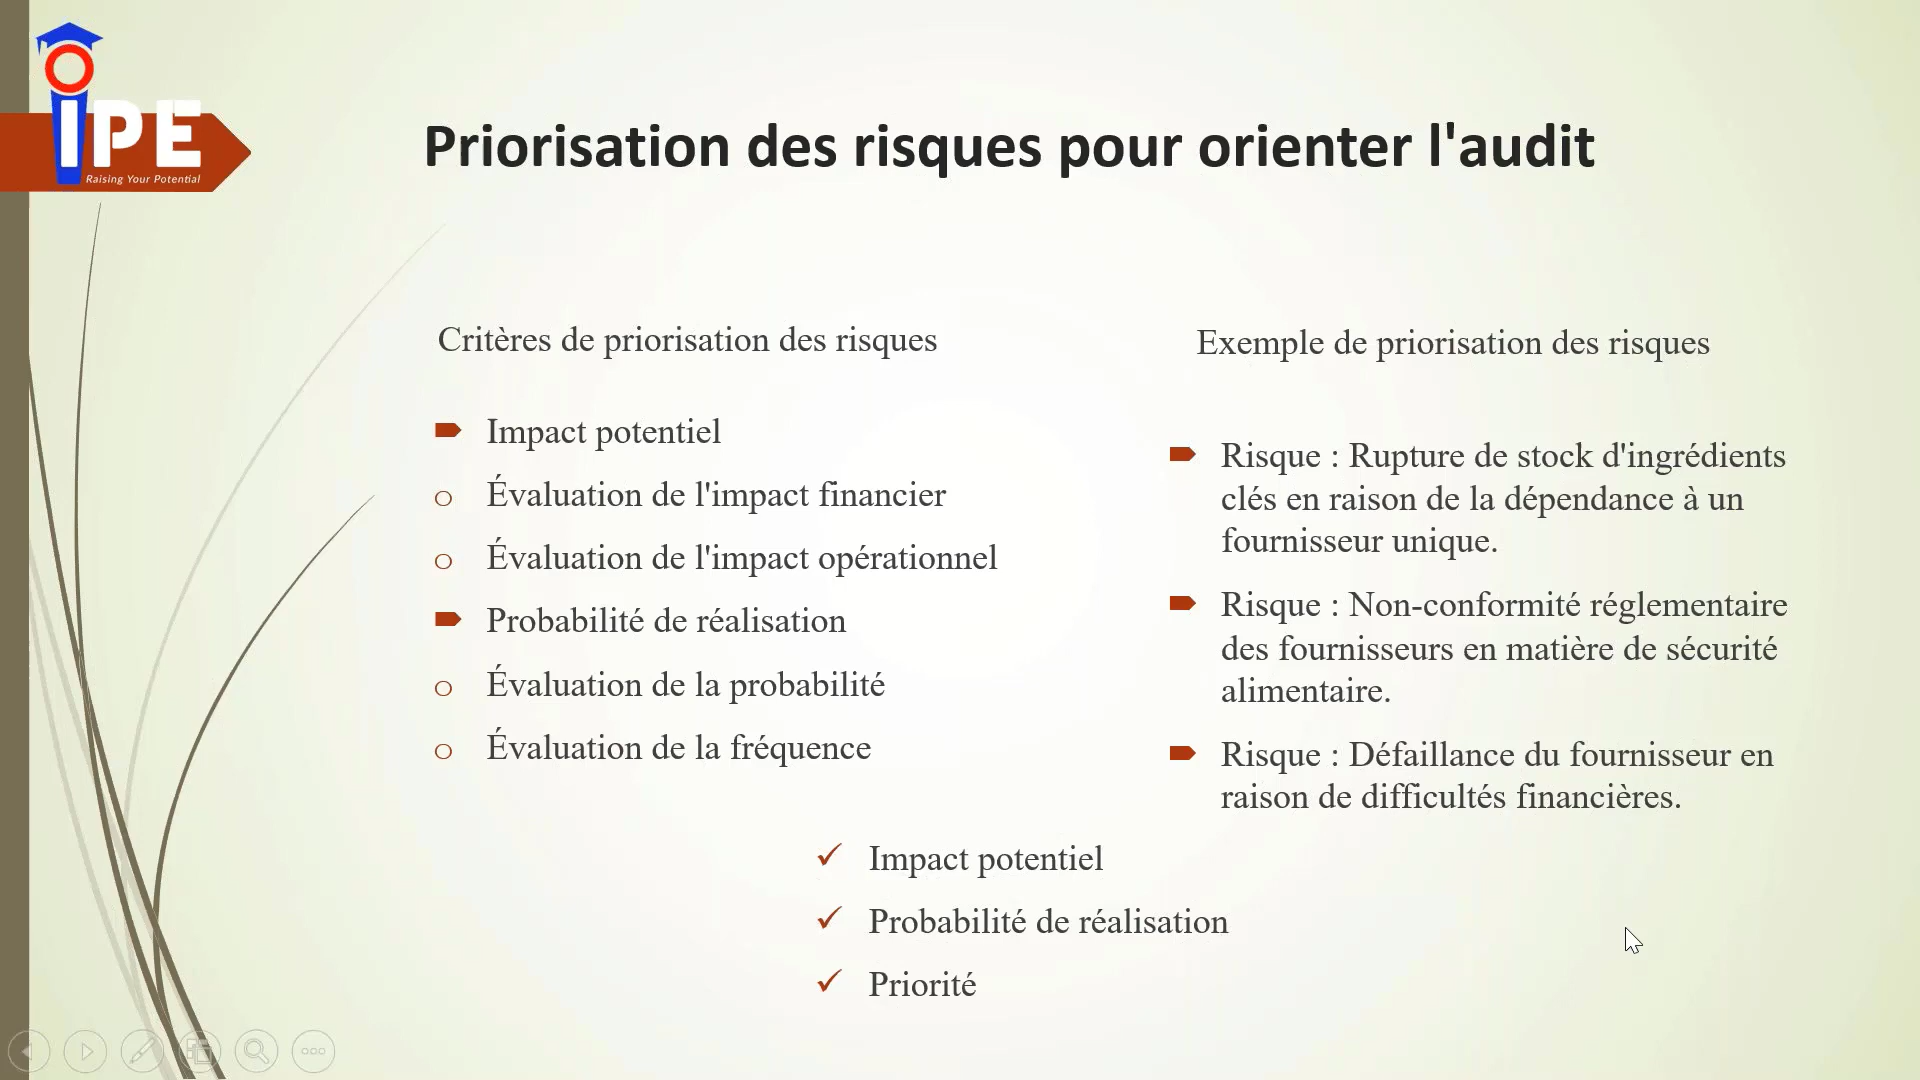 IPE
Raising Your Potential
Priorisation des risques pour orienter l'audit
Critères de priorisation des risques
Impact potentiel
Évaluation de l'impact financier
Évaluation de l'impact opérationnel
Probabilité de réalisation
Évaluation de la probabilité
Évaluation de la fréquence
Exemple de priorisation des risques
Risque : Rupture de stock d'ingrédients
clés en raison de la dépendance à un
fournisseur unique.
Risque : Non-conformité réglementaire
des fournisseurs en matière de sécurité
alimentaire.
Risque : Défaillance du fournisseur en
raison de difficultés financières.
Impact potentiel
Probabilité de réalisation
Priorité